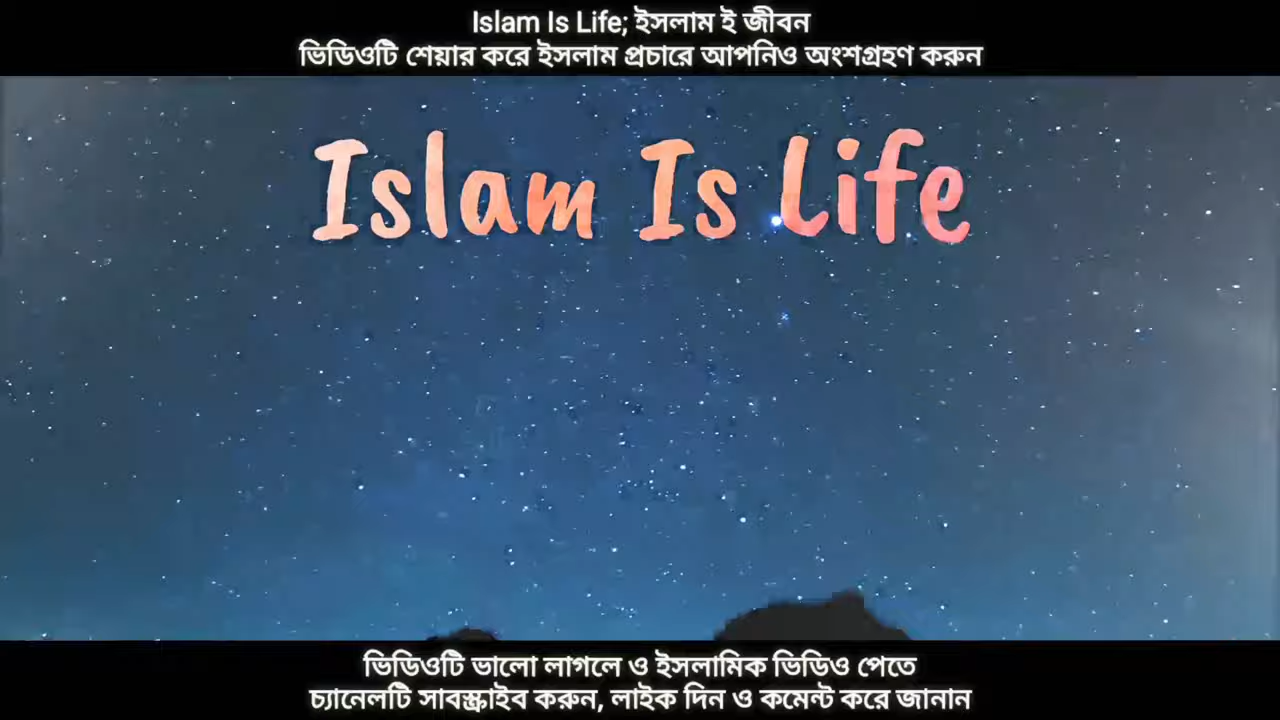 Islam Is Life; ইসলাম ই জীবন
ভিডিওটি শেয়ার করে ইসলাম প্রচারে আপনিও অংশগ্রহণ করুন
Islam Is Life
ভিডিওটি ভালো লাগলে ও ইসলামিক ভিডিও পেতে
চ্যানেলটি সাবস্ক্রাইব করুন, লাইক দিন ও কমেন্ট করে জানান